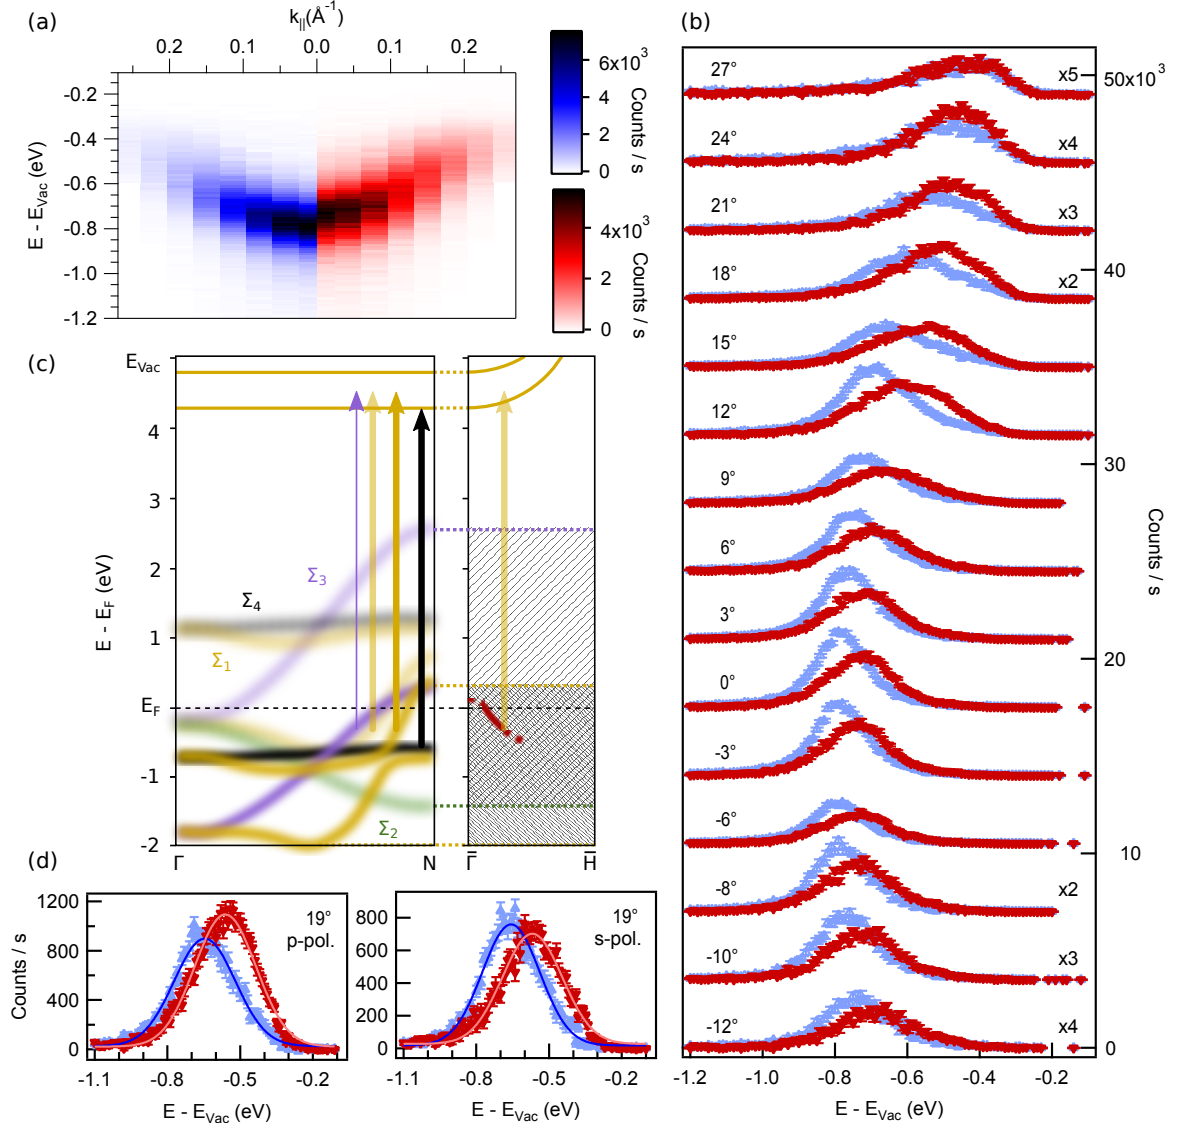 (a)
k||(Å-1)
0.2 0.1 0.0 0.1 0.2
-0.2
-0.4
-0.6
-0.8
-1.0
-1.2
E - EVac (eV)
6x10³
4
2
0
Counts / s
4x10³
2
0
Counts / s
(b)
27° x5
24° x4
21° x3
18° x2
15°
12°
9°
6°
3°
0°
-3°
-6°
-8° x2
-10° x3
-12° x4
50x10³
40
30
20
10
0
Counts / s
-1.2 -1.0 -0.8 -0.6 -0.4 -0.2
E - EVac (eV)
(c)
EVac
4
3
2
1
EF
-1
-2
E - EF (eV)
Σ3
Σ4
Σ1
Σ2
Γ N Γ̅ H̅
(d)
1200
800
400
0
Counts / s
19°
p-pol.
-1.1 -0.8 -0.5 -0.2
E - EVac (eV)
800
600
400
200
0
19°
s-pol.
-1.1 -0.8 -0.5 -0.2
E - EVac (eV)